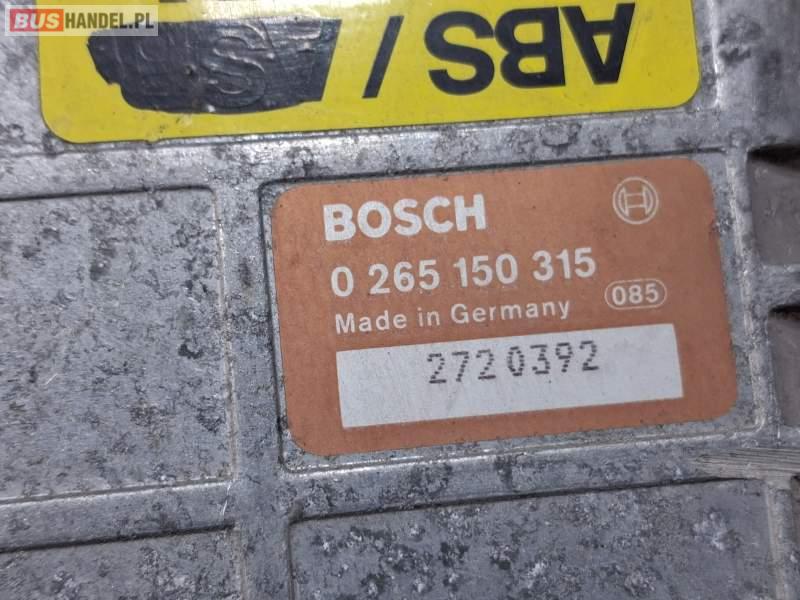 BUSHANDEL.PL
ABS /
BOSCH
0 265 150 315
Made in Germany
085
2720392